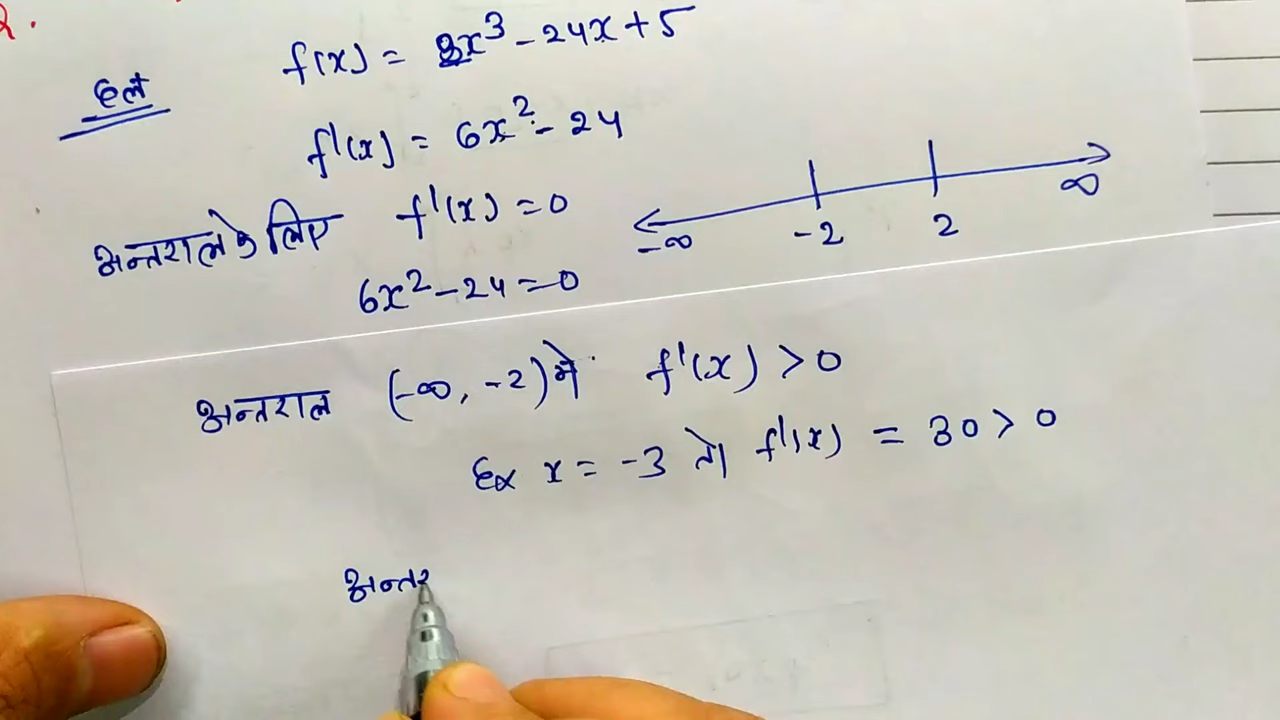 2.
f(x) = 2x³ - 24x + 5
हल
f'(x) = 6x² - 24
अन्तराल के लिए f'(x) = 0
-∞ -2 2 ∞
6x² - 24 = 0
अन्तराल (-∞, -2) में f'(x) > 0
Ex x = -3 तो f'(x) = 30 > 0
अन्तर